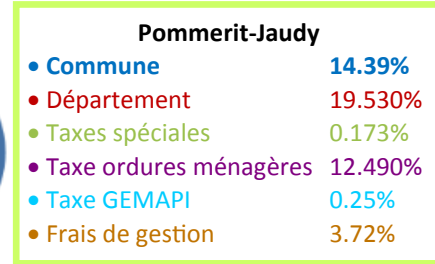 Pommerit-Jaudy
• Commune 14.39%
• Département 19.530%
• Taxes spéciales 0.173%
• Taxe ordures ménagères 12.490%
• Taxe GEMAPI 0.25%
• Frais de gestion 3.72%